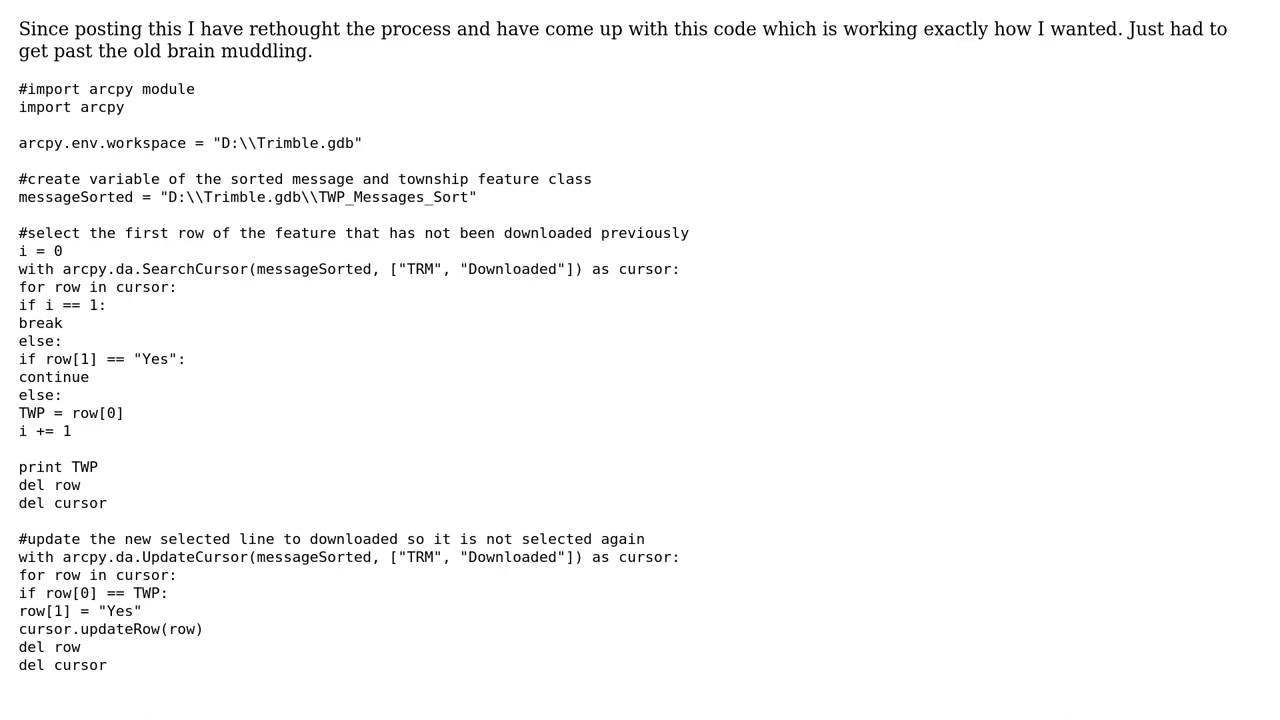 Since posting this I have rethought the process and have come up with this code which is working exactly how I wanted. Just had to
get past the old brain muddling.
#import arcpy module
import arcpy
arcpy.env.workspace = "D:\\Trimble.gdb"
#create variable of the sorted message and township feature class
messageSorted = "D:\\Trimble.gdb\\TWP_Messages_Sort"
#select the first row of the feature that has not been downloaded previously
i = 0
with arcpy.da.SearchCursor(messageSorted, ["TRM", "Downloaded"]) as cursor:
for row in cursor:
if i == 1:
break
else:
if row[1] == "Yes":
continue
else:
TWP = row[0]
i += 1
print TWP
del row
del cursor
#update the new selected line to downloaded so it is not selected again
with arcpy.da.UpdateCursor(messageSorted, ["TRM", "Downloaded"]) as cursor:
for row in cursor:
if row[0] == TWP:
row[1] = "Yes"
cursor.updateRow(row)
del row
del cursor